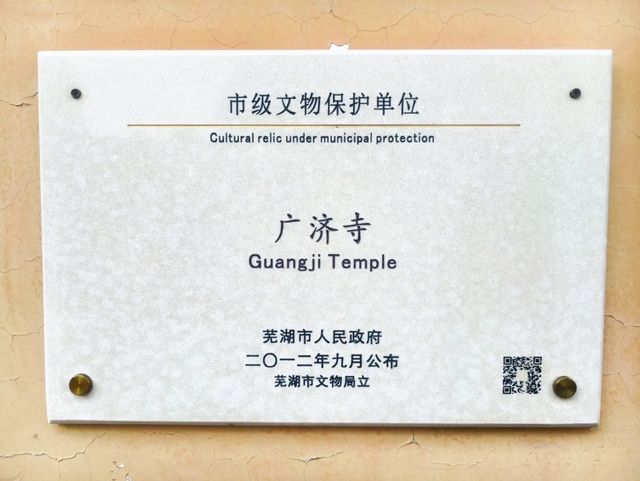 市级文物保护单位
Cultural relic under municipal protection
广济寺
Guangji Temple
芜湖市人民政府
二〇一二年九月公布
芜湖市文物局立